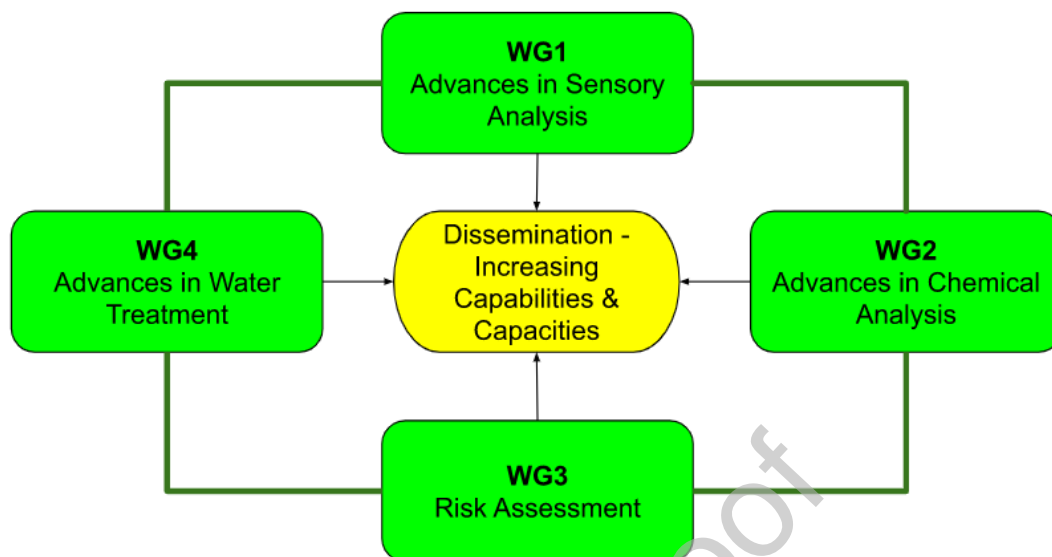 WG1
Advances in Sensory
Analysis
WG4
Advances in Water
Treatment
Dissemination -
Increasing
Capabilities &
Capacities
WG2
Advances in Chemical
Analysis
WG3
Risk Assessment